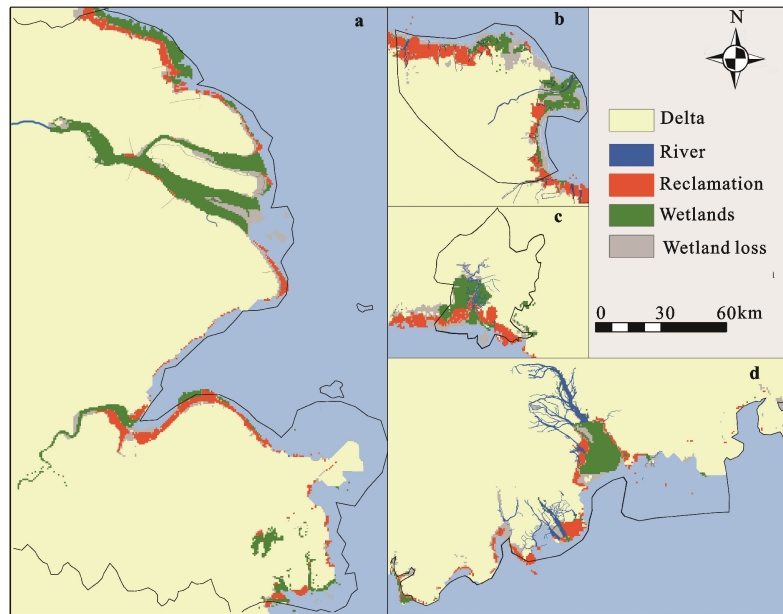 a
b
c
d
N
Delta
River
Reclamation
Wetlands
Wetland loss
0 30 60km